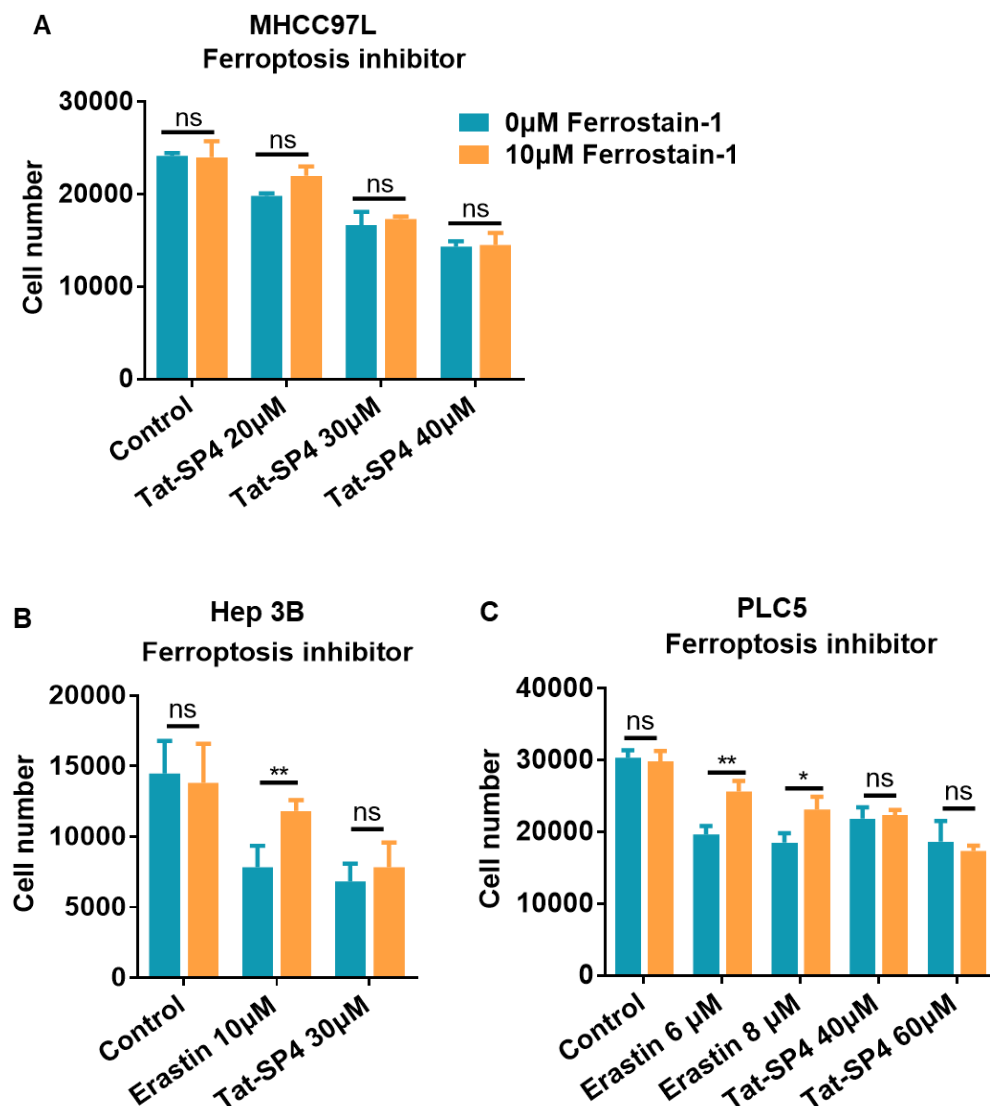 A
MHCC97L
Ferroptosis inhibitor
30000
20000
10000
0
Cell number
ns
ns
ns
ns
0µM Ferrostain-1
10µM Ferrostain-1
Control
Tat-SP4 20µM
Tat-SP4 30µM
Tat-SP4 40µM
B
Hep 3B
Ferroptosis inhibitor
20000
15000
10000
5000
0
Cell number
ns
**
ns
Control
Erastin 10µM
Tat-SP4 30µM
C
PLC5
Ferroptosis inhibitor
40000
30000
20000
10000
0
Cell number
ns
**
*
ns
ns
Control
Erastin 6 µM
Erastin 8 µM
Tat-SP4 40µM
Tat-SP4 60µM